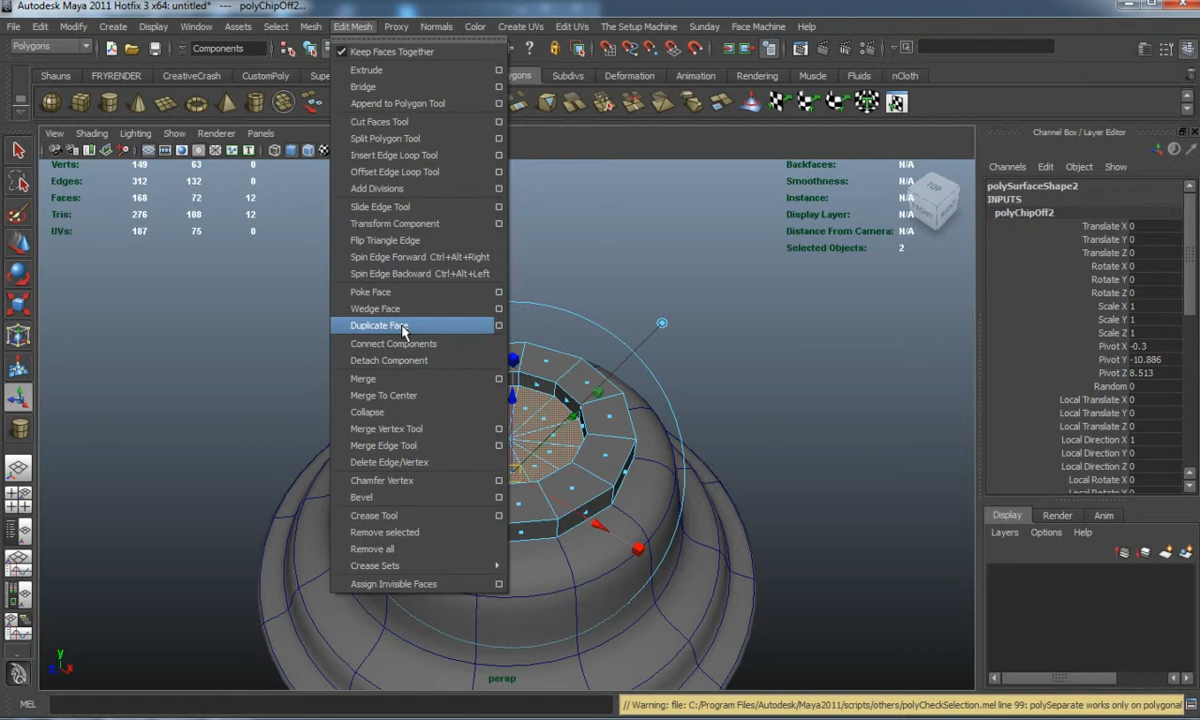 Autodesk Maya 2011 Hotfix 3 x64: untitled* --- polyChipOff2...
File Edit Modify Create Display Window Assets Select Mesh Edit Mesh Proxy Normals Color Create UVs Edit UVs The Setup Machine Face Machine Help
Polygons Components
Shauns FRYRENDER CreativeCrash CustomPoly Supe ygons Subdivs Deformation Animation Rendering Muscle Fluids nCloth
View Shading Lighting Show Renderer Panels
Verts: 149 63 0
Edges: 312 132 0
Faces: 168 72 12
Tris: 276 108 12
UVs: 187 75 0
Keep Faces Together
Extrude
Bridge
Append to Polygon Tool
Cut Faces Tool
Split Polygon Tool
Insert Edge Loop Tool
Offset Edge Loop Tool
Add Divisions
Slide Edge Tool
Transform Component
Flip Triangle Edge
Spin Edge Forward Ctrl+Alt+Right
Spin Edge Backward Ctrl+Alt+Left
Poke Face
Wedge Face
Duplicate Face
Connect Components
Detach Component
Merge
Merge To Center
Collapse
Merge Vertex Tool
Merge Edge Tool
Delete Edge/Vertex
Chamfer Vertex
Bevel
Crease Tool
Remove selected
Remove all
Crease Sets
Assign Invisible Faces
Backfaces: N/A
Smoothness: N/A
Instance: N/A
Display Layer: N/A
Distance From Camera: N/A
Selected Objects: 2
TOP
FRONT
persp
Channel Box / Layer Editor
Channels Edit Object Show
polySurfaceShape2
INPUTS
polyChipOff2
Translate X 0
Translate Y 0
Translate Z 0
Rotate X 0
Rotate Y 0
Rotate Z 0
Scale X 1
Scale Y 1
Scale Z 1
Pivot X -0.3
Pivot Y -10.886
Pivot Z 8.513
Random 0
Local Translate X 0
Local Translate Y 0
Local Translate Z 0
Local Direction X 1
Local Direction Y 0
Local Direction Z 0
Local Rotate X 0
Local Rotate Y 0
Display Render Anim
Layers Options Help
y
z x
MEL
// Warning: file: C:/Program Files/Autodesk/Maya2011/scripts/others/polyCheckSelection.mel line 99: polySeparate works only on polygonal